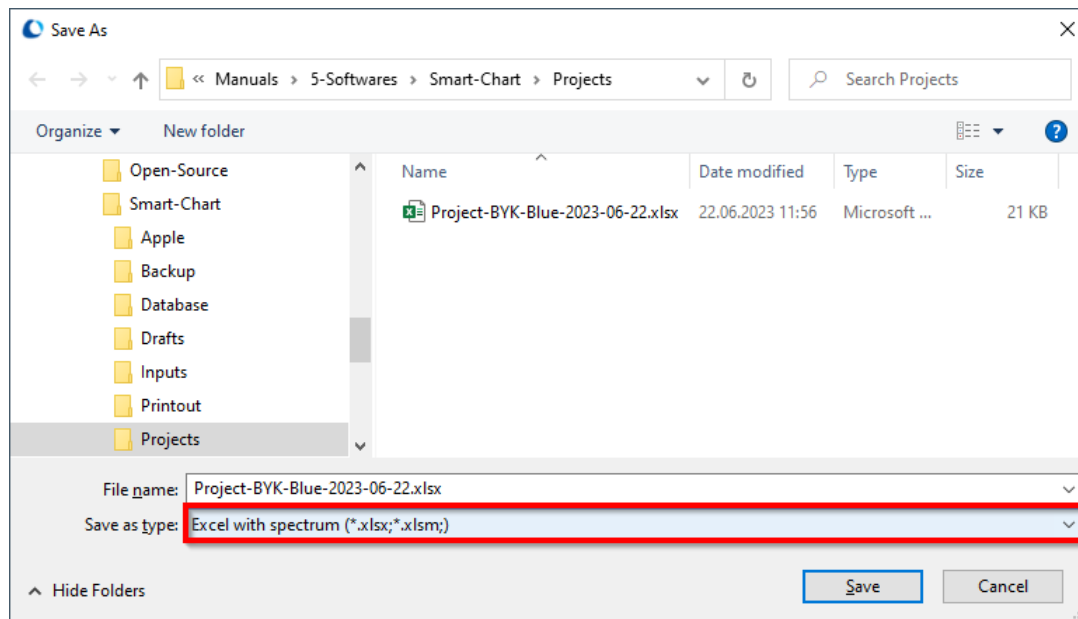 Save As
« Manuals › 5-Softwares › Smart-Chart › Projects
Search Projects
Organize
New folder
Name
Date modified
Type
Size
Open-Source
Smart-Chart
Apple
Backup
Database
Drafts
Inputs
Printout
Projects
Project-BYK-Blue-2023-06-22.xlsx 22.06.2023 11:56 Microsoft ... 21 KB
File name: Project-BYK-Blue-2023-06-22.xlsx
Save as type: Excel with spectrum (*.xlsx;*.xlsm;)
Hide Folders
Save
Cancel